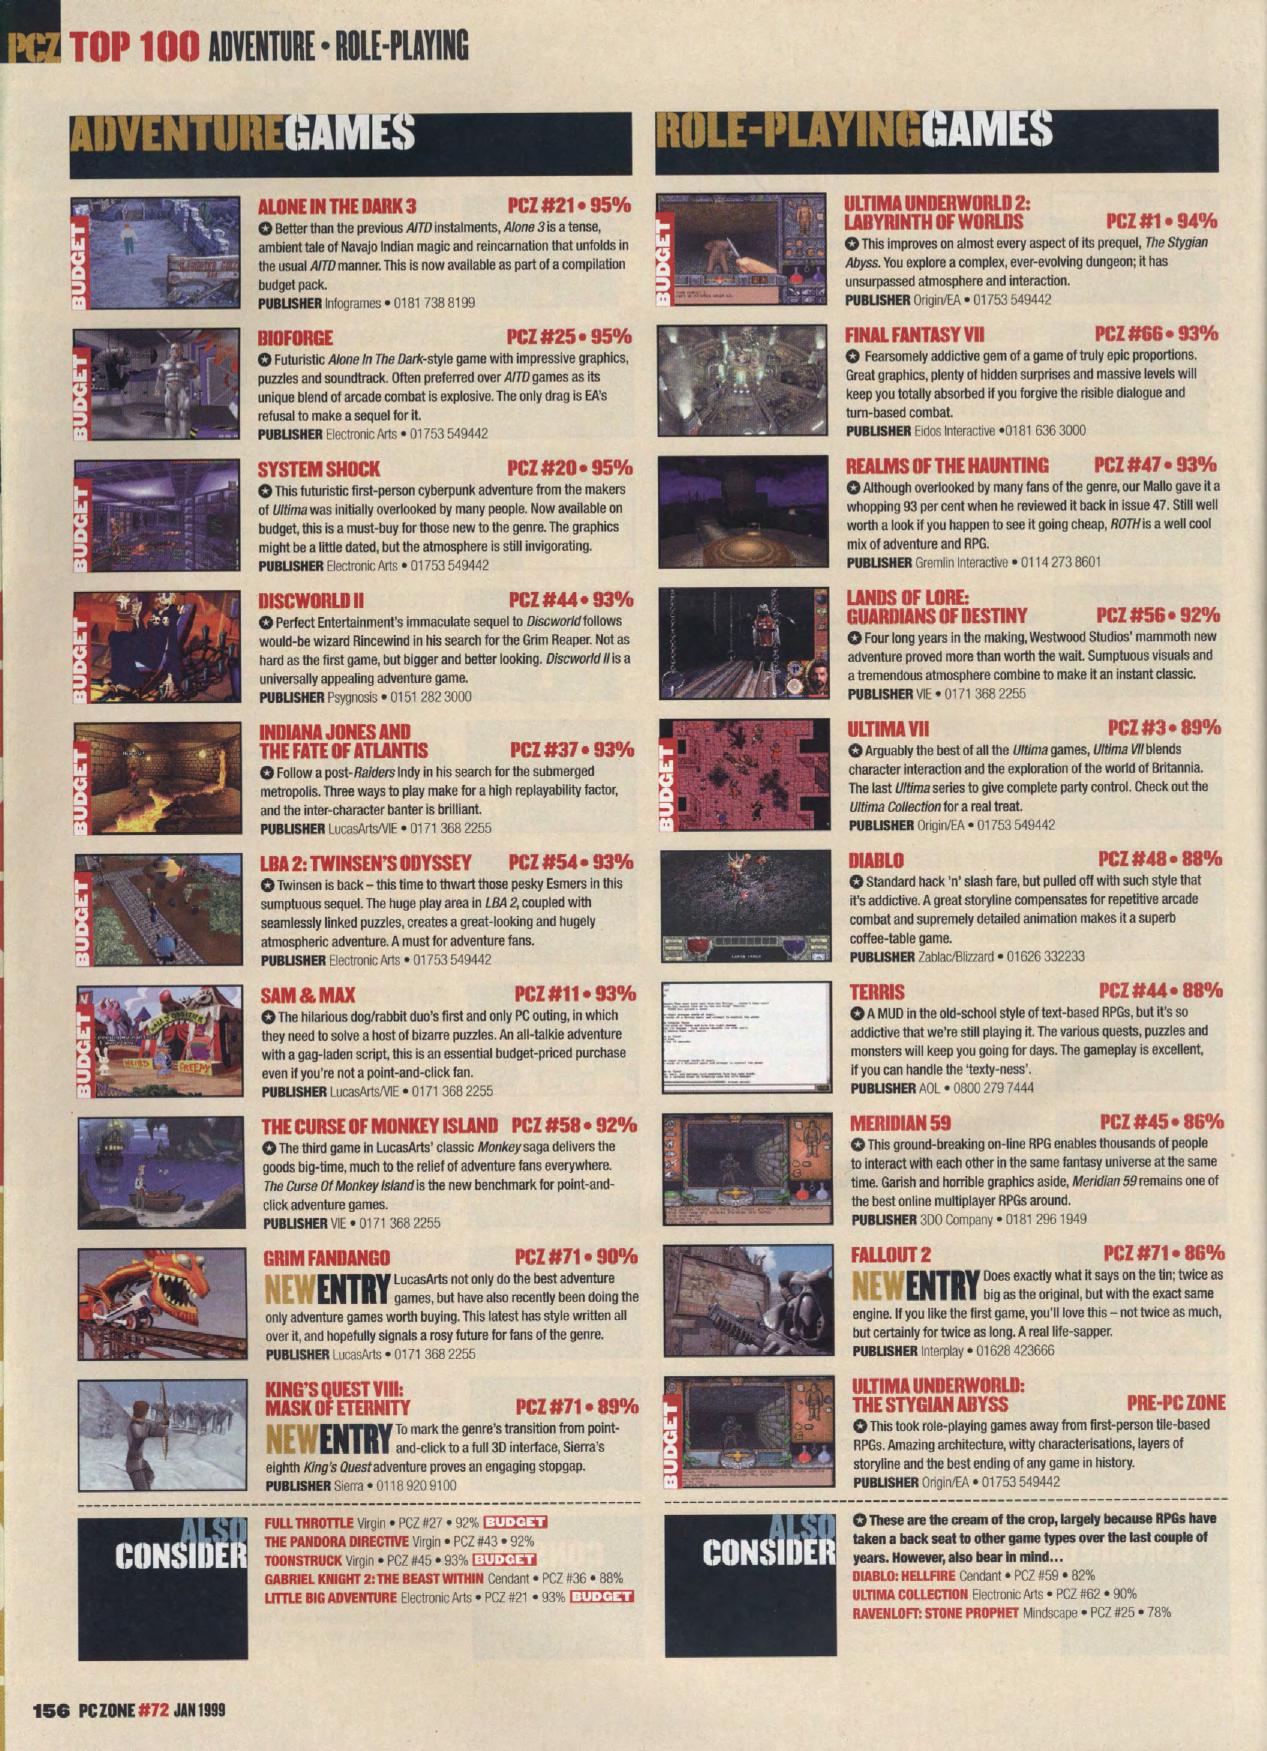 PCZ TOP 100 ADVENTURE • ROLE-PLAYING
ADVENTUREGAMES
BUDGET
ALONE IN THE DARK 3 PCZ #21 • 95%
Better than the previous AITD instalments, Alone 3 is a tense,
ambient tale of Navajo Indian magic and reincarnation that unfolds in
the usual AITD manner. This is now available as part of a compilation
budget pack.
PUBLISHER Infogrames • 0181 738 8199
BUDGET
BIOFORGE PCZ #25 • 95%
Futuristic Alone In The Dark-style game with impressive graphics,
puzzles and soundtrack. Often preferred over AITD games as its
unique blend of arcade combat is explosive. The only drag is EA's
refusal to make a sequel for it.
PUBLISHER Electronic Arts • 01753 549442
BUDGET
SYSTEM SHOCK PCZ #20 • 95%
This futuristic first-person cyberpunk adventure from the makers
of Ultima was initially overlooked by many people. Now available on
budget, this is a must-buy for those new to the genre. The graphics
might be a little dated, but the atmosphere is still invigorating.
PUBLISHER Electronic Arts • 01753 549442
BUDGET
DISCWORLD II PCZ #44 • 93%
Perfect Entertainment's immaculate sequel to Discworld follows
would-be wizard Rincewind in his search for the Grim Reaper. Not as
hard as the first game, but bigger and better looking. Discworld II is a
universally appealing adventure game.
PUBLISHER Psygnosis • 0151 282 3000
BUDGET
INDIANA JONES AND
THE FATE OF ATLANTIS PCZ #37 • 93%
Follow a post-Raiders Indy in his search for the submerged
metropolis. Three ways to play make for a high replayability factor,
and the inter-character banter is brilliant.
PUBLISHER LucasArts/VIE • 0171 368 2255
BUDGET
LBA 2: TWINSEN'S ODYSSEY PCZ #54 • 93%
Twinsen is back – this time to thwart those pesky Esmers in this
sumptuous sequel. The huge play area in LBA 2, coupled with
seamlessly linked puzzles, creates a great-looking and hugely
atmospheric adventure. A must for adventure fans.
PUBLISHER Electronic Arts • 01753 549442
BUDGET
SAM & MAX PCZ #11 • 93%
The hilarious dog/rabbit duo's first and only PC outing, in which
they need to solve a host of bizarre puzzles. An all-talkie adventure
with a gag-laden script, this is an essential budget-priced purchase
even if you're not a point-and-click fan.
PUBLISHER LucasArts/VIE • 0171 368 2255
THE CURSE OF MONKEY ISLAND PCZ #58 • 92%
The third game in LucasArts' classic Monkey saga delivers the
goods big-time, much to the relief of adventure fans everywhere.
The Curse Of Monkey Island is the new benchmark for point-and-
click adventure games.
PUBLISHER VIE • 0171 368 2255
GRIM FANDANGO PCZ #71 • 90%
NEWENTRY LucasArts not only do the best adventure
games, but have also recently been doing the
only adventure games worth buying. This latest has style written all
over it, and hopefully signals a rosy future for fans of the genre.
PUBLISHER LucasArts • 0171 368 2255
KING'S QUEST VIII:
MASK OF ETERNITY PCZ #71 • 89%
NEWENTRY To mark the genre's transition from point-
and-click to a full 3D interface, Sierra's
eighth King's Quest adventure proves an engaging stopgap.
PUBLISHER Sierra • 0118 920 9100
ALSO
CONSIDER
FULL THROTTLE Virgin • PCZ #27 • 92% BUDGET
THE PANDORA DIRECTIVE Virgin • PCZ #43 • 92%
TOONSTRUCK Virgin • PCZ #45 • 93% BUDGET
GABRIEL KNIGHT 2: THE BEAST WITHIN Cendant • PCZ #36 • 88%
LITTLE BIG ADVENTURE Electronic Arts • PCZ #21 • 93% BUDGET
ROLE-PLAYINGGAMES
BUDGET
ULTIMA UNDERWORLD 2:
LABYRINTH OF WORLDS PCZ #1 • 94%
This improves on almost every aspect of its prequel, The Stygian
Abyss. You explore a complex, ever-evolving dungeon; it has
unsurpassed atmosphere and interaction.
PUBLISHER Origin/EA • 01753 549442
FINAL FANTASY VII PCZ #66 • 93%
Fearsomely addictive gem of a game of truly epic proportions.
Great graphics, plenty of hidden surprises and massive levels will
keep you totally absorbed if you forgive the risible dialogue and
turn-based combat.
PUBLISHER Eidos Interactive •0181 636 3000
REALMS OF THE HAUNTING PCZ #47 • 93%
Although overlooked by many fans of the genre, our Mallo gave it a
whopping 93 per cent when he reviewed it back in issue 47. Still well
worth a look if you happen to see it going cheap, ROTH is a well cool
mix of adventure and RPG.
PUBLISHER Gremlin Interactive • 0114 273 8601
LANDS OF LORE:
GUARDIANS OF DESTINY PCZ #56 • 92%
Four long years in the making, Westwood Studios' mammoth new
adventure proved more than worth the wait. Sumptuous visuals and
a tremendous atmosphere combine to make it an instant classic.
PUBLISHER VIE • 0171 368 2255
BUDGET
ULTIMA VII PCZ #3 • 89%
Arguably the best of all the Ultima games, Ultima VII blends
character interaction and the exploration of the world of Britannia.
The last Ultima series to give complete party control. Check out the
Ultima Collection for a real treat.
PUBLISHER Origin/EA • 01753 549442
DIABLO PCZ #48 • 88%
Standard hack 'n' slash fare, but pulled off with such style that
it's addictive. A great storyline compensates for repetitive arcade
combat and supremely detailed animation makes it a superb
coffee-table game.
PUBLISHER Zablac/Blizzard • 01626 332233
TERRIS PCZ #44 • 88%
A MUD in the old-school style of text-based RPGs, but it's so
addictive that we're still playing it. The various quests, puzzles and
monsters will keep you going for days. The gameplay is excellent,
if you can handle the 'texty-ness'.
PUBLISHER AOL • 0800 279 7444
MERIDIAN 59 PCZ #45 • 86%
This ground-breaking on-line RPG enables thousands of people
to interact with each other in the same fantasy universe at the same
time. Garish and horrible graphics aside, Meridian 59 remains one of
the best online multiplayer RPGs around.
PUBLISHER 3DO Company • 0181 296 1949
FALLOUT 2 PCZ #71 • 86%
NEWENTRY Does exactly what it says on the tin; twice as
big as the original, but with the exact same
engine. If you like the first game, you'll love this – not twice as much,
but certainly for twice as long. A real life-sapper.
PUBLISHER Interplay • 01628 423666
BUDGET
ULTIMA UNDERWORLD:
THE STYGIAN ABYSS PRE-PC ZONE
This took role-playing games away from first-person tile-based
RPGs. Amazing architecture, witty characterisations, layers of
storyline and the best ending of any game in history.
PUBLISHER Origin/EA • 01753 549442
ALSO
CONSIDER
These are the cream of the crop, largely because RPGs have
taken a back seat to other game types over the last couple of
years. However, also bear in mind...
DIABLO: HELLFIRE Cendant • PCZ #59 • 82%
ULTIMA COLLECTION Electronic Arts • PCZ #62 • 90%
RAVENLOFT: STONE PROPHET Mindscape • PCZ #25 • 78%
156 PC ZONE #72 JAN 1999